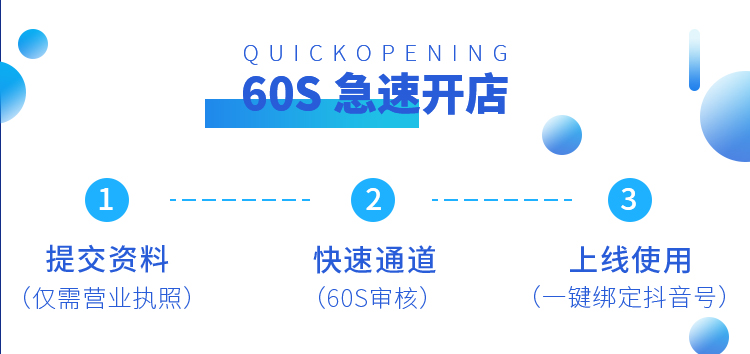 QUICKOPENING
60S 急速开店
1
2
3
提交资料
快速通道
上线使用
（仅需营业执照）
（60S审核）
（一键绑定抖音号）